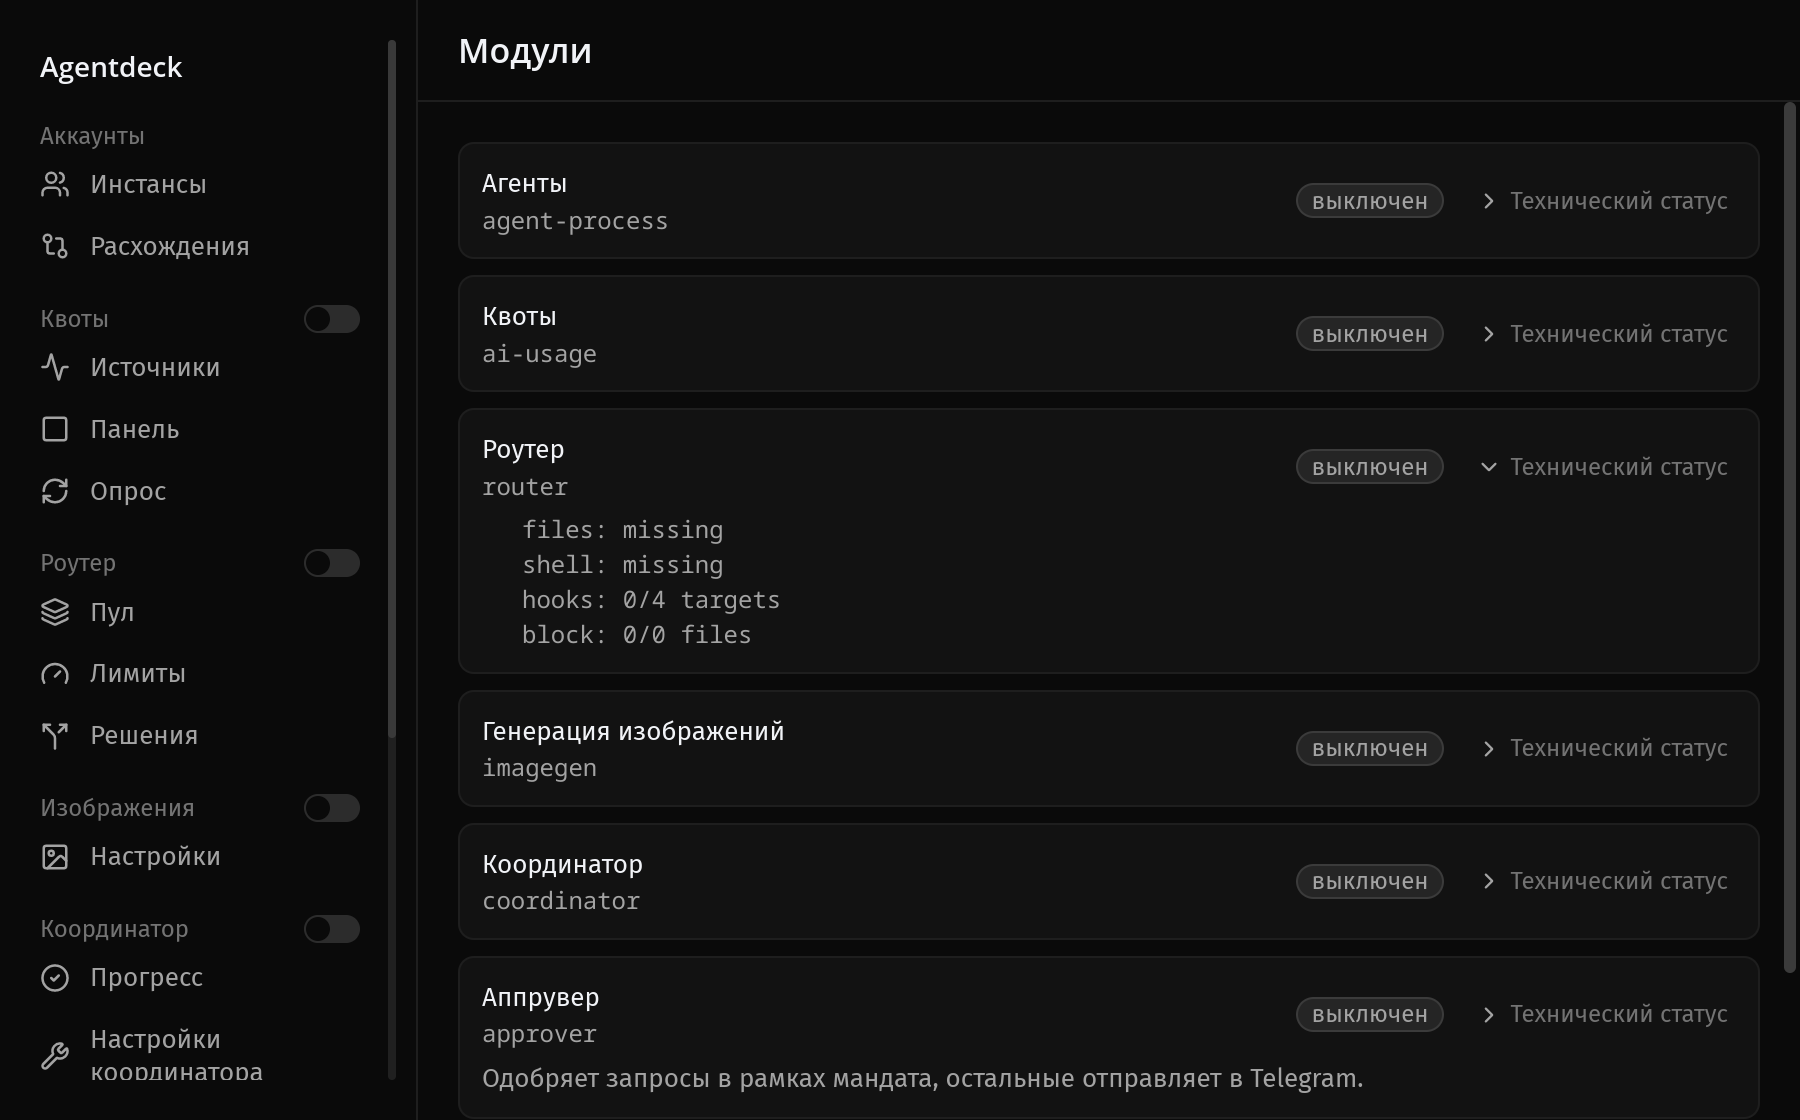 Agentdeck
Аккаунты
Инстансы
Расхождения
Квоты
Источники
Панель
Опрос
Роутер
Пул
Лимиты
Решения
Изображения
Настройки
Координатор
Прогресс
Настройки
координатора
Модули
Агенты
agent-process
выключен
Технический статус
Квоты
ai-usage
выключен
Технический статус
Роутер
router
выключен
Технический статус
files: missing
shell: missing
hooks: 0/4 targets
block: 0/0 files
Генерация изображений
imagegen
выключен
Технический статус
Координатор
coordinator
выключен
Технический статус
Аппрувер
approver
выключен
Технический статус
Одобряет запросы в рамках мандата, остальные отправляет в Telegram.